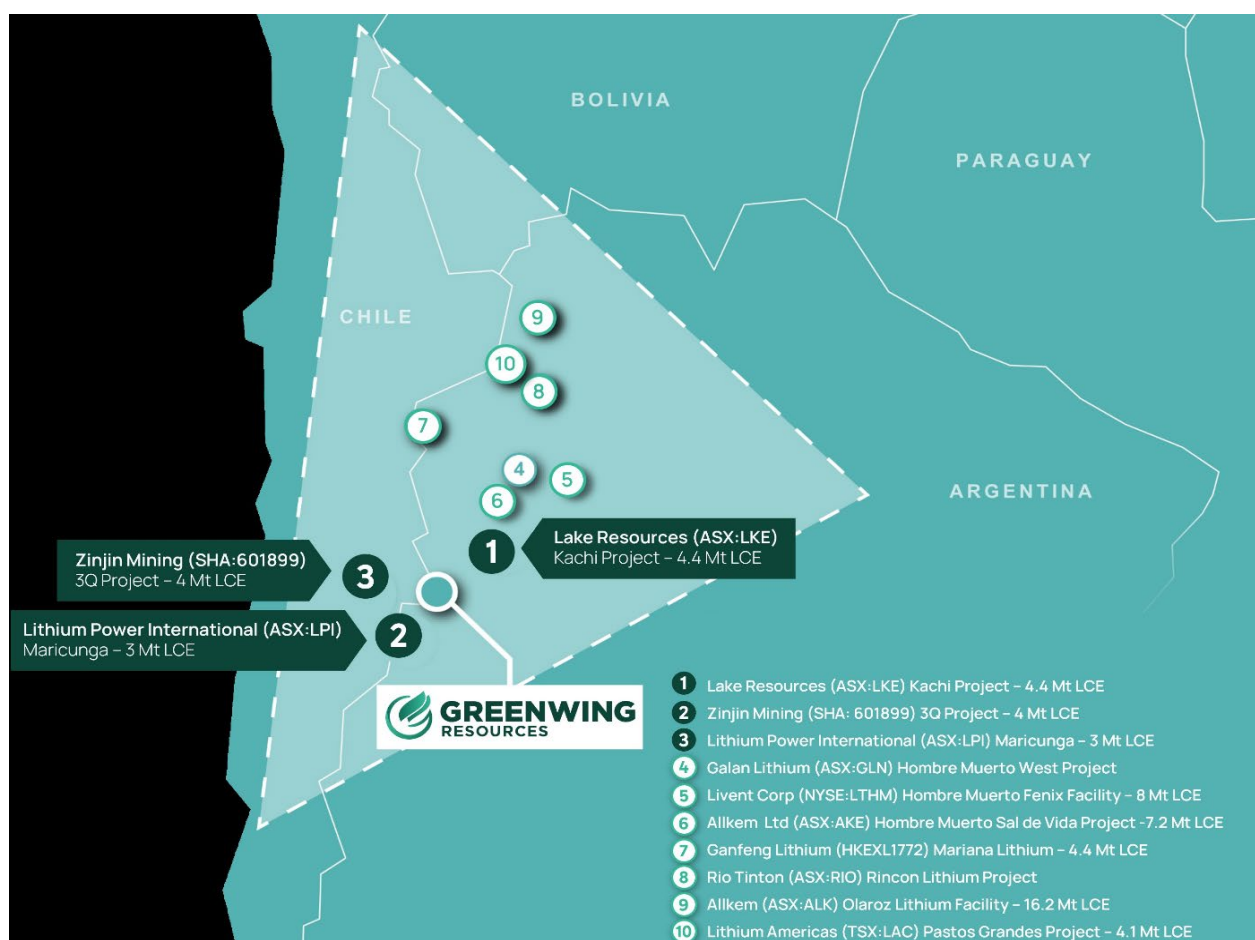 BOLIVIA
PARAGUAY
CHILE
9
10
8
7
4
5
6
ARGENTINA
1
Lake Resources (ASX:LKE)
Kachi Project – 4.4 Mt LCE
Zinjin Mining (SHA:601899)
3Q Project – 4 Mt LCE
3
Lithium Power International (ASX:LPI)
Maricunga – 3 Mt LCE
2
GREENWING
RESOURCES
1 Lake Resources (ASX:LKE) Kachi Project – 4.4 Mt LCE
2 Zinjin Mining (SHA: 601899) 3Q Project – 4 Mt LCE
3 Lithium Power International (ASX:LPI) Maricunga – 3 Mt LCE
4 Galan Lithium (ASX:GLN) Hombre Muerto West Project
5 Livent Corp (NYSE:LTHM) Hombre Muerto Fenix Facility – 8 Mt LCE
6 Allkem Ltd (ASX:AKE) Hombre Muerto Sal de Vida Project -7.2 Mt LCE
7 Ganfeng Lithium (HKEXL1772) Mariana Lithium – 4.4 Mt LCE
8 Rio Tinton (ASX:RIO) Rincon Lithium Project
9 Allkem (ASX:ALK) Olaroz Lithium Facility – 16.2 Mt LCE
10 Lithium Americas (TSX:LAC) Pastos Grandes Project – 4.1 Mt LCE